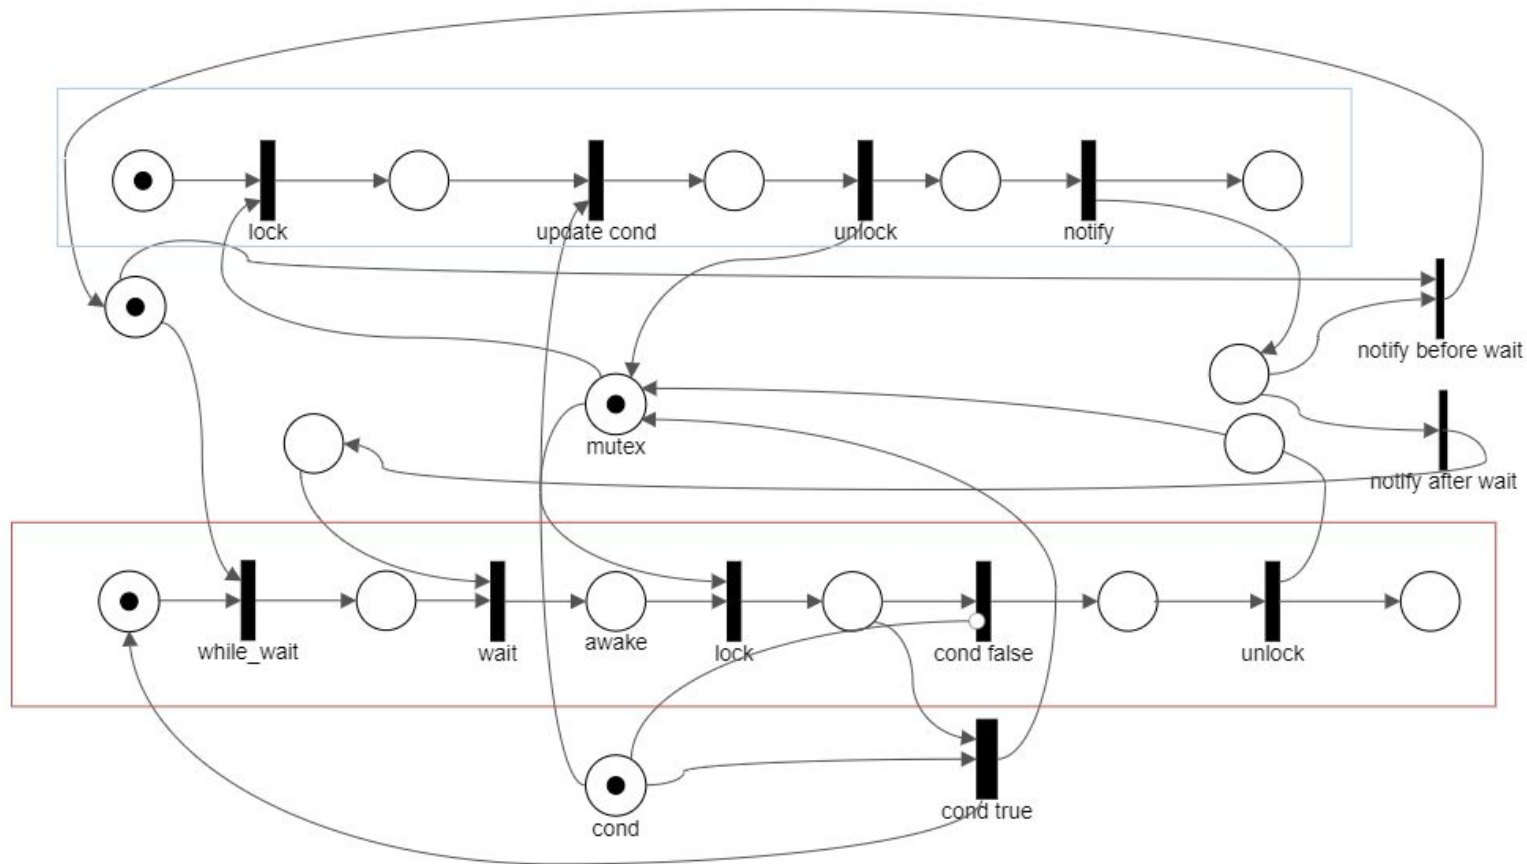 lock
update cond
unlock
notify
notify before wait
mutex
notify after wait
while_wait
wait
awake
lock
cond false
unlock
cond true
cond